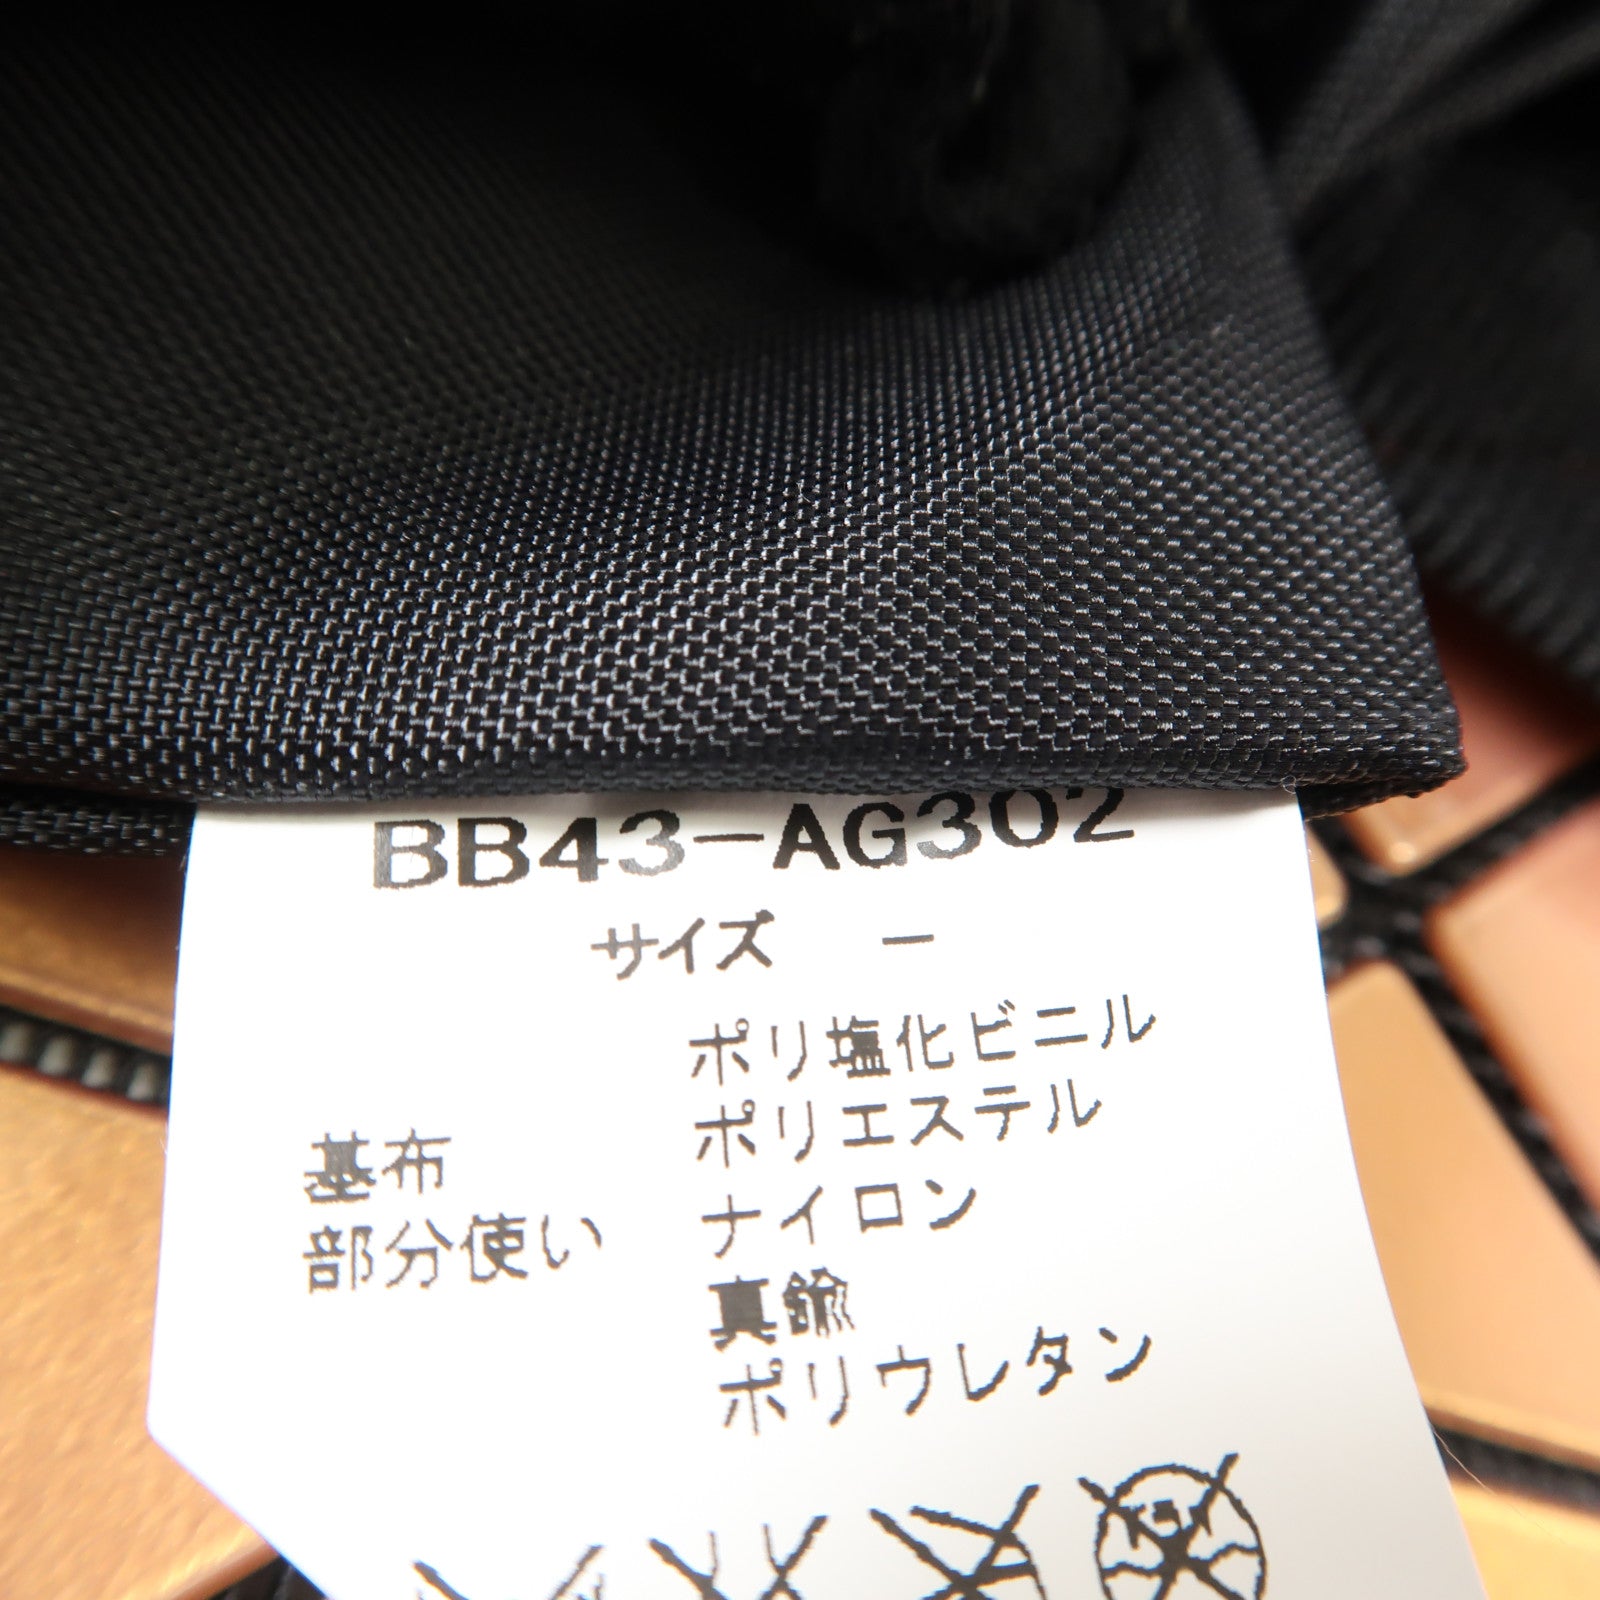 BB43-AG302
サイズ －
ポリ塩化ビニル
基布 ポリエステル
部分使い ナイロン
真鍮
ポリウレタン